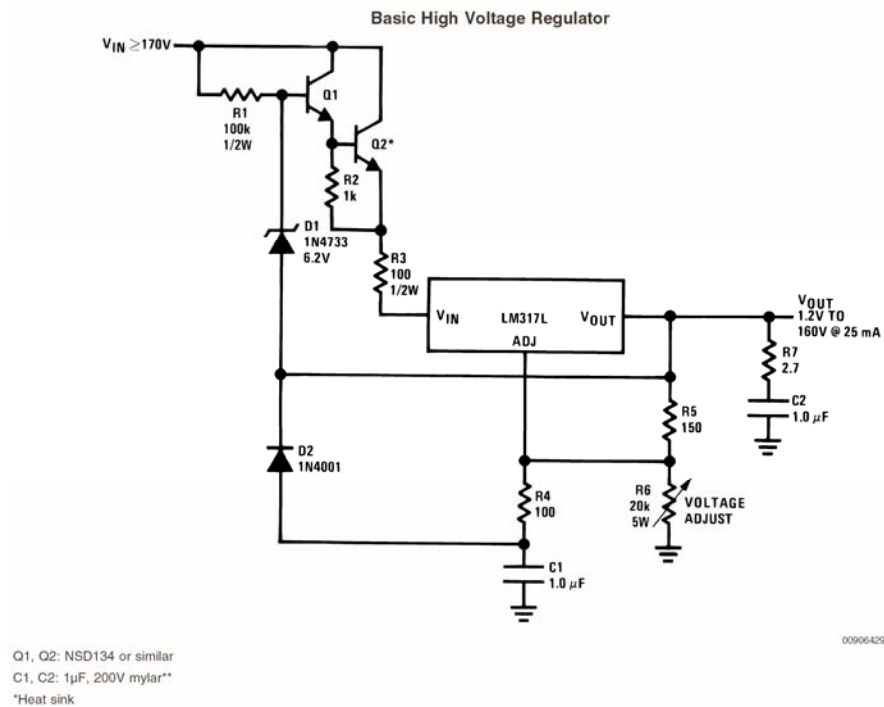 Basic High Voltage Regulator
VIN ≥170V
Q1
R1
100k
1/2W
Q2*
R2
1k
D1
1N4733
6.2V
R3
100
1/2W
VIN
LM317L
VOUT
ADJ
VOUT
1.2V TO
160V @ 25 mA
R7
2.7
C2
1.0 μF
R5
150
D2
1N4001
R4
100
R6
20k
5W
VOLTAGE
ADJUST
C1
1.0 μF
00906429
Q1, Q2: NSD134 or similar
C1, C2: 1μF, 200V mylar**
*Heat sink